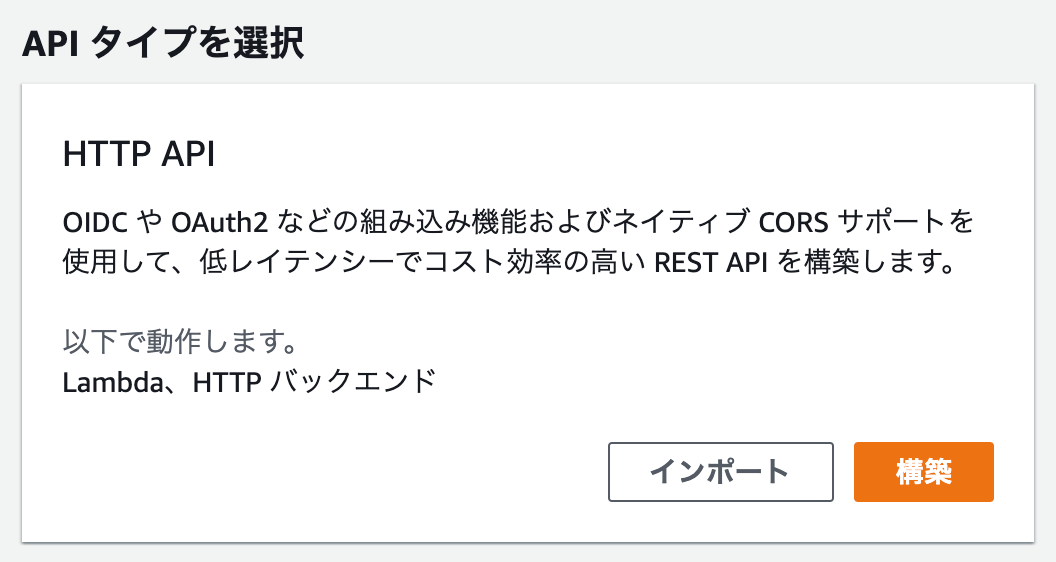 API タイプを選択
HTTP API
OIDC や OAuth2 などの組み込み機能およびネイティブ CORS サポートを
使用して、低レイテンシーでコスト効率の高い REST API を構築します。
以下で動作します。
Lambda、HTTP バックエンド
インポート
構築